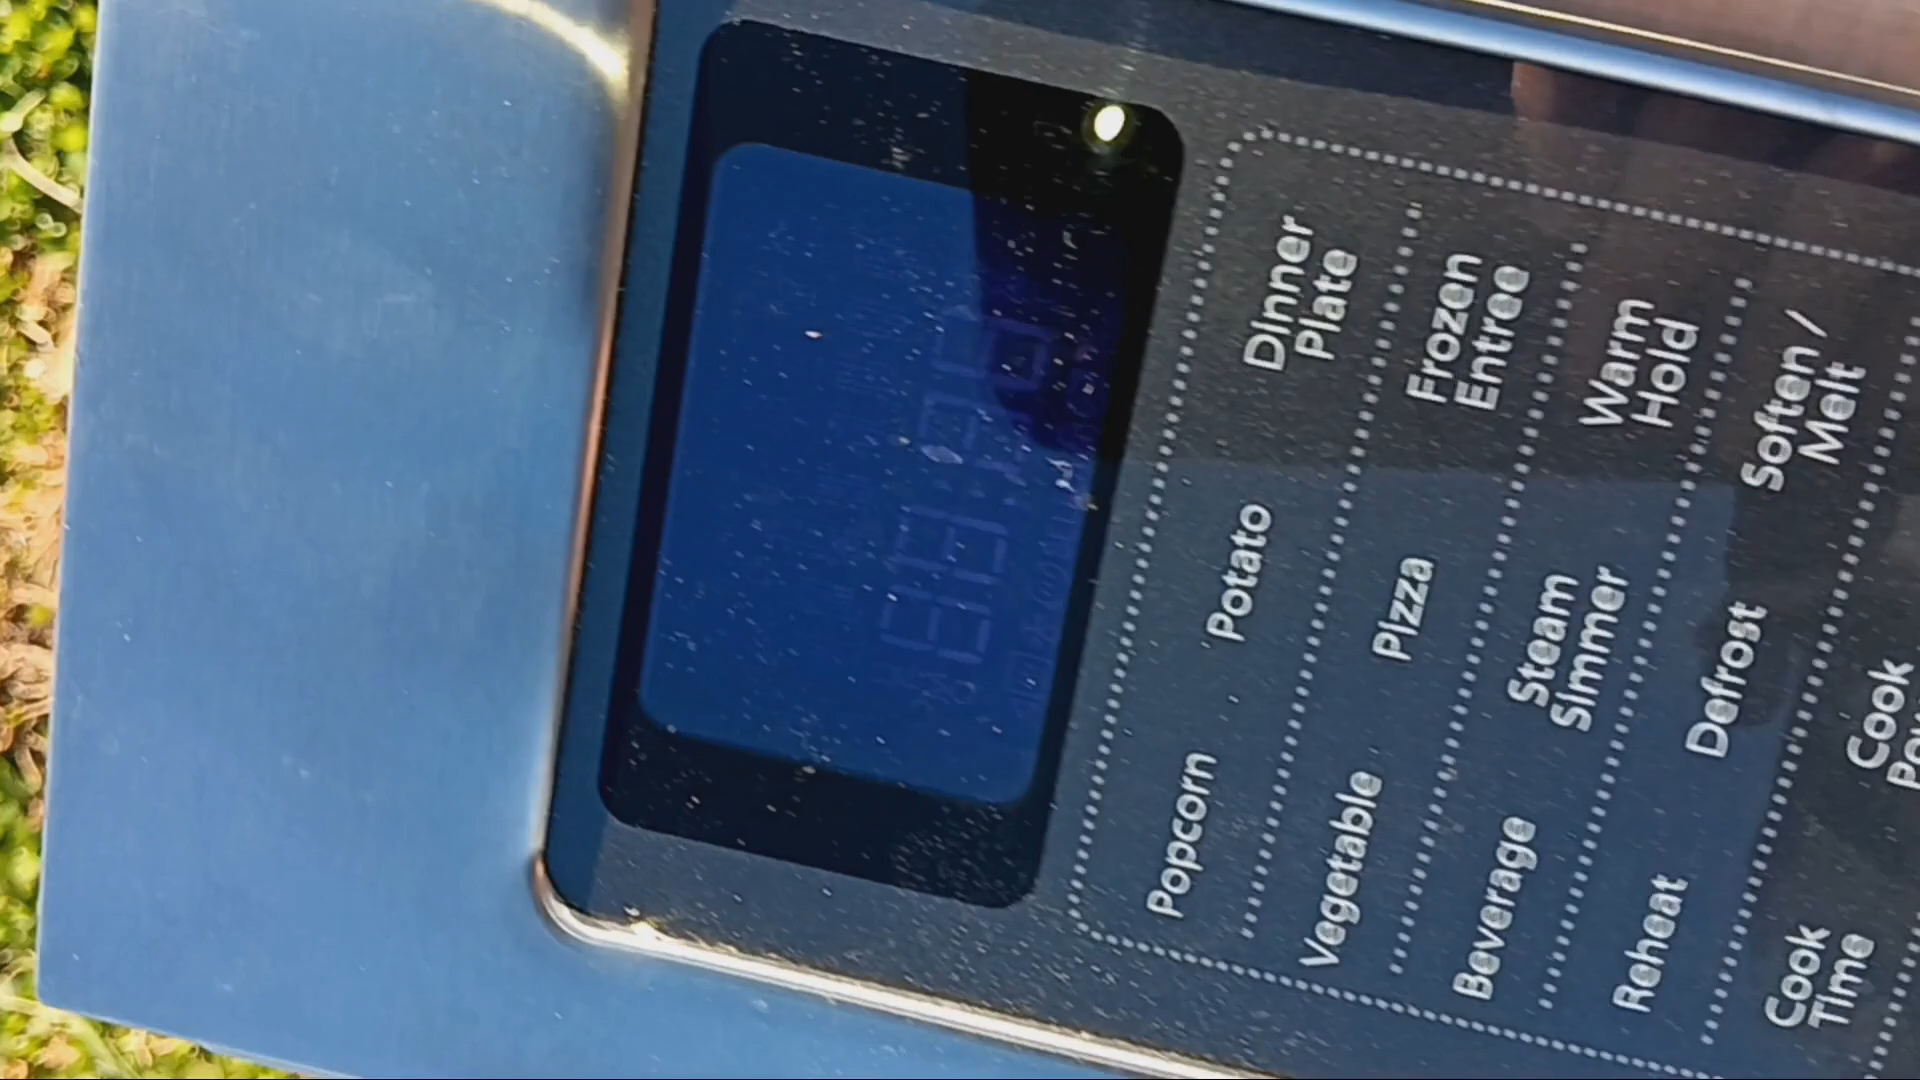 Popcorn
Potato
Dinner
Plate
Vegetable
Pizza
Frozen
Entree
Beverage
Steam
Simmer
Warm
Hold
Reheat
Defrost
Soften /
Melt
Cook
Time
Cook